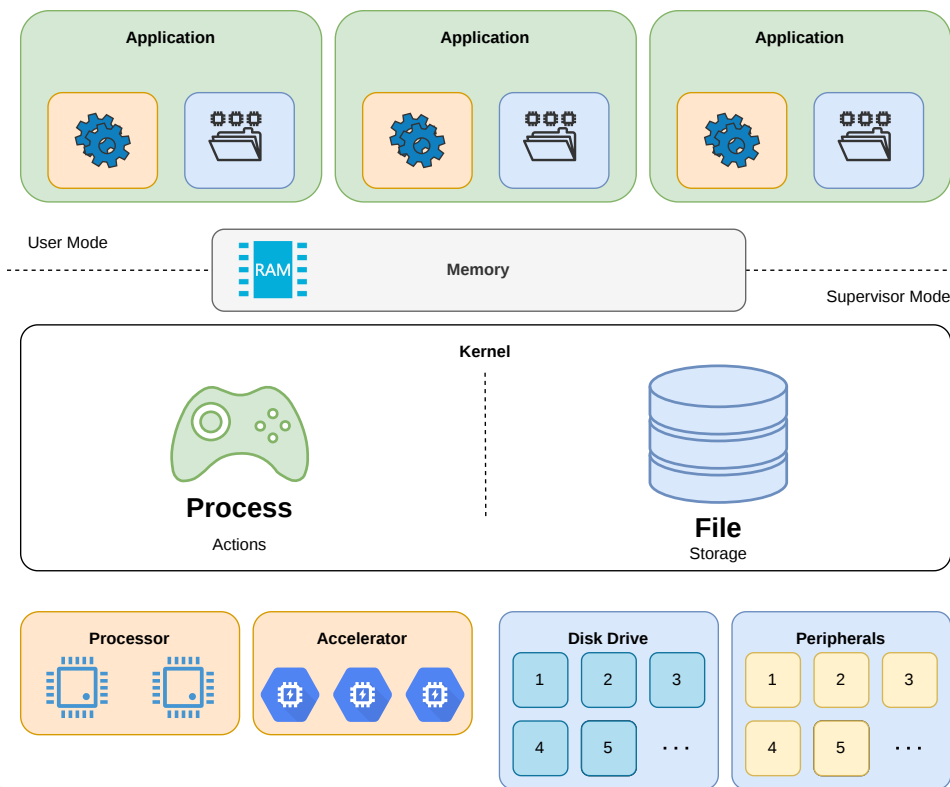 Application
Application
Application
User Mode
RAM
Memory
Supervisor Mode
Kernel
Process
Actions
File
Storage
Processor
Accelerator
Disk Drive
Peripherals
1 2 3
1 2 3
4 5 ...
4 5 ...